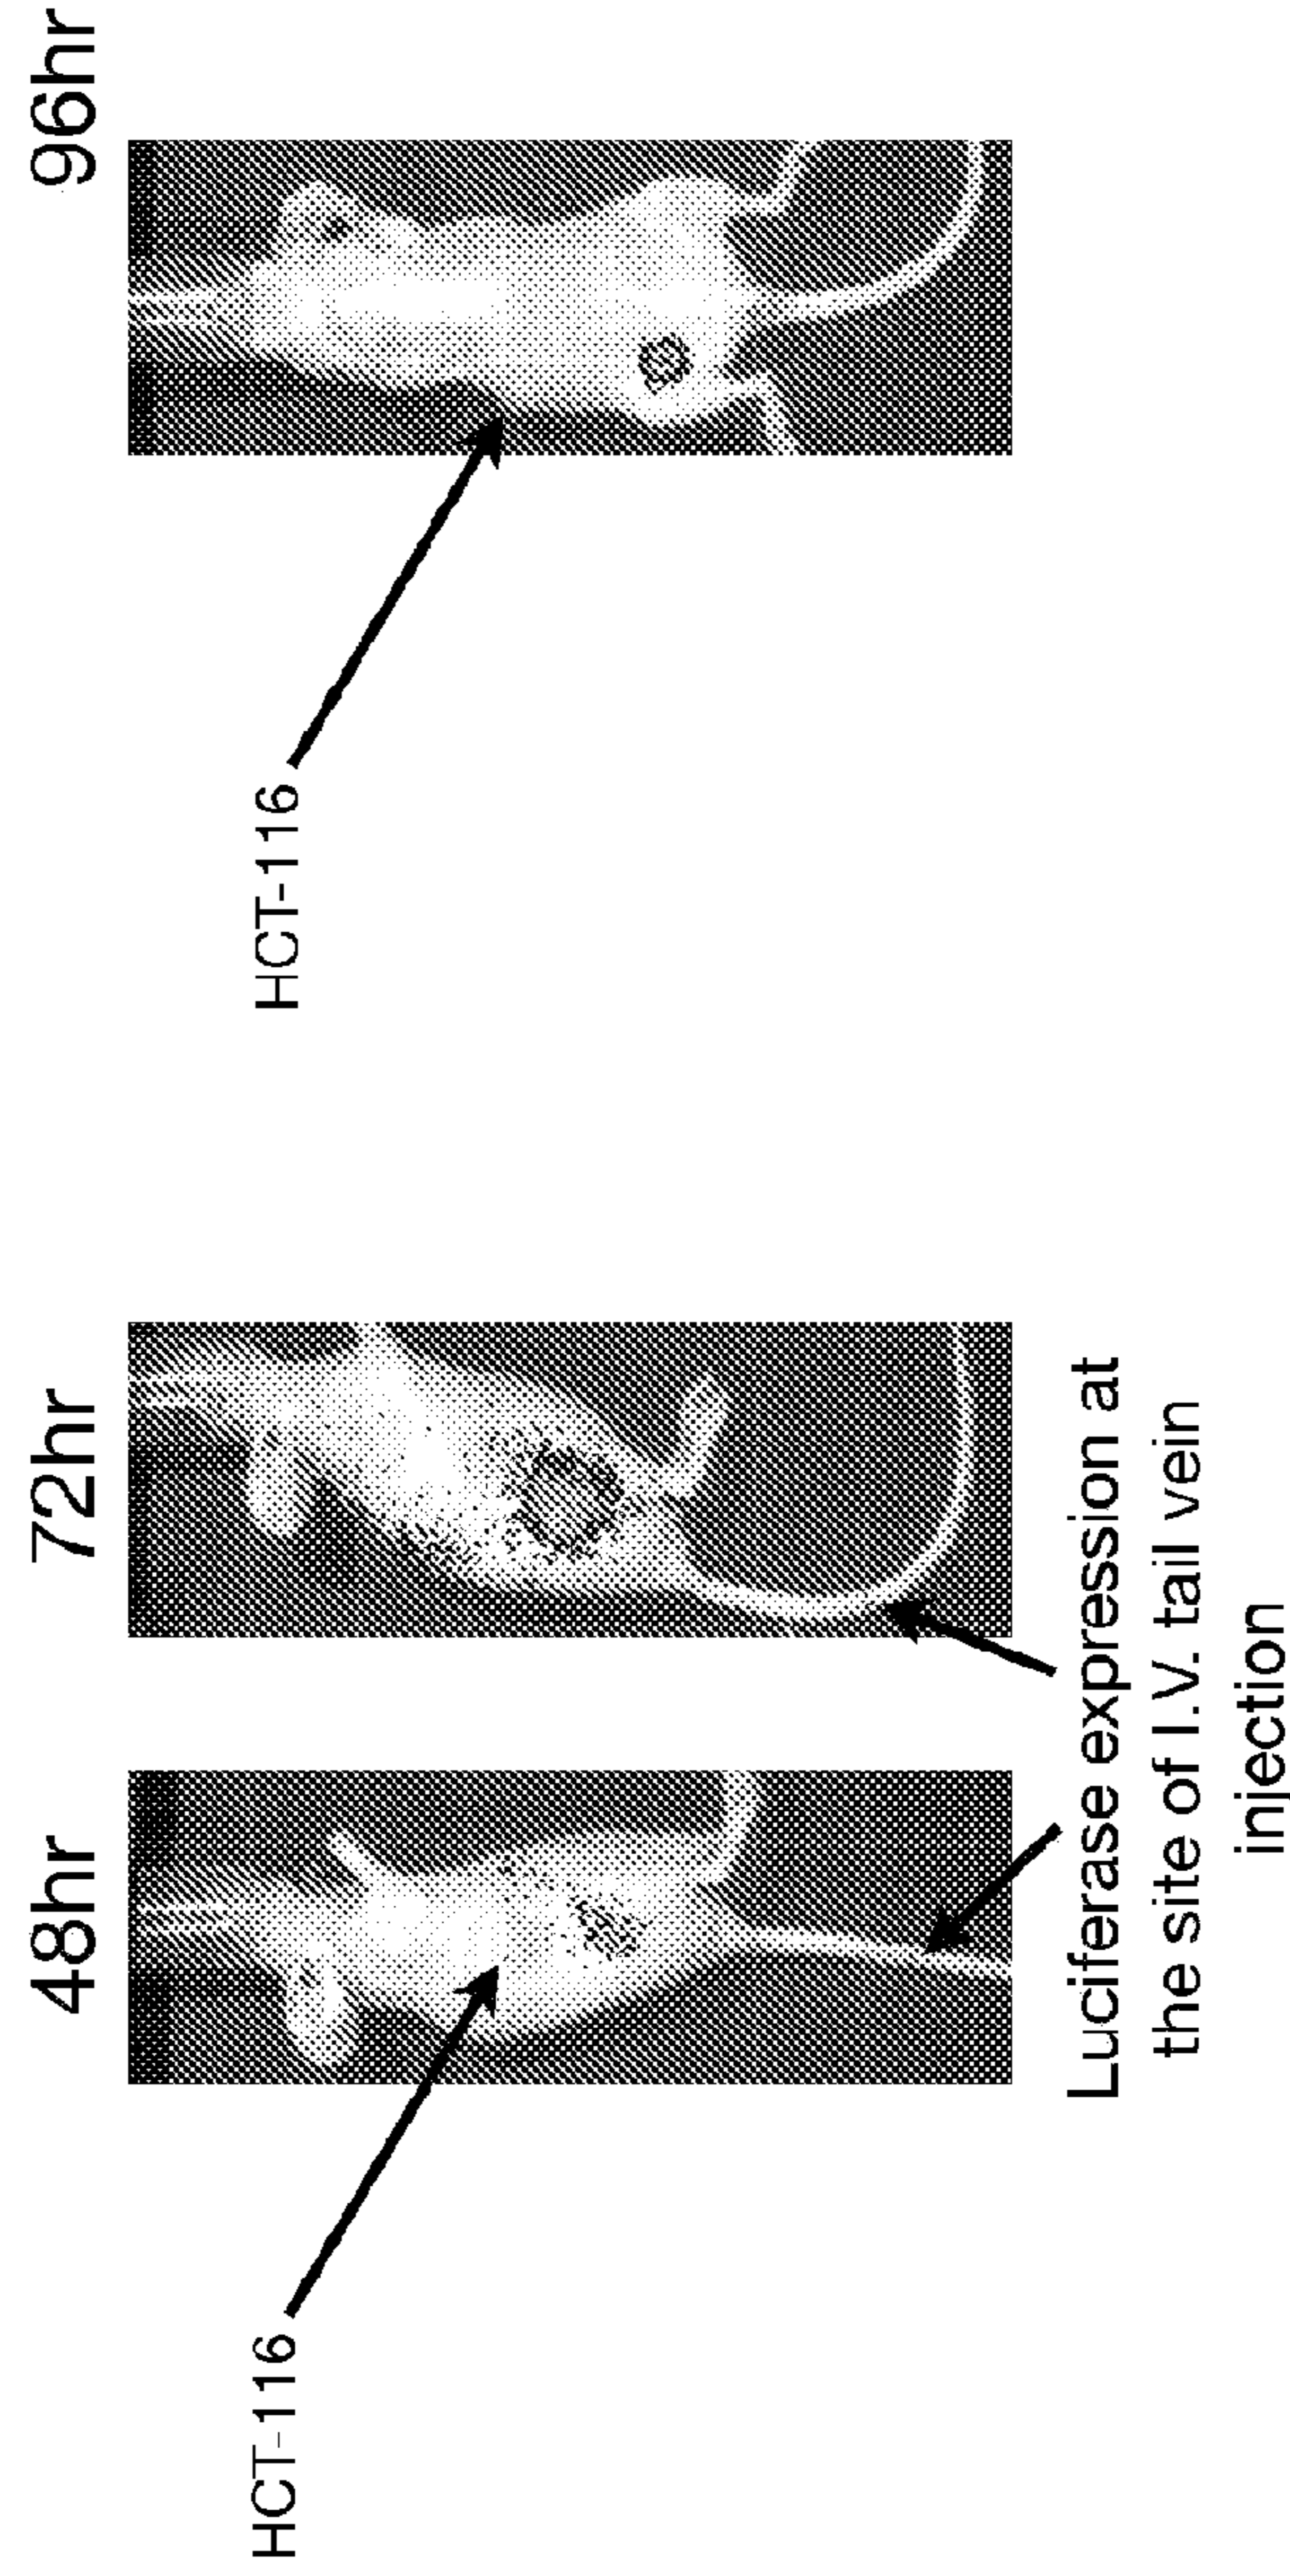 48hr
72hr
96hr
HCT-116
HCT-116
Luciferase expression at
the site of I.V. tail vein
injection